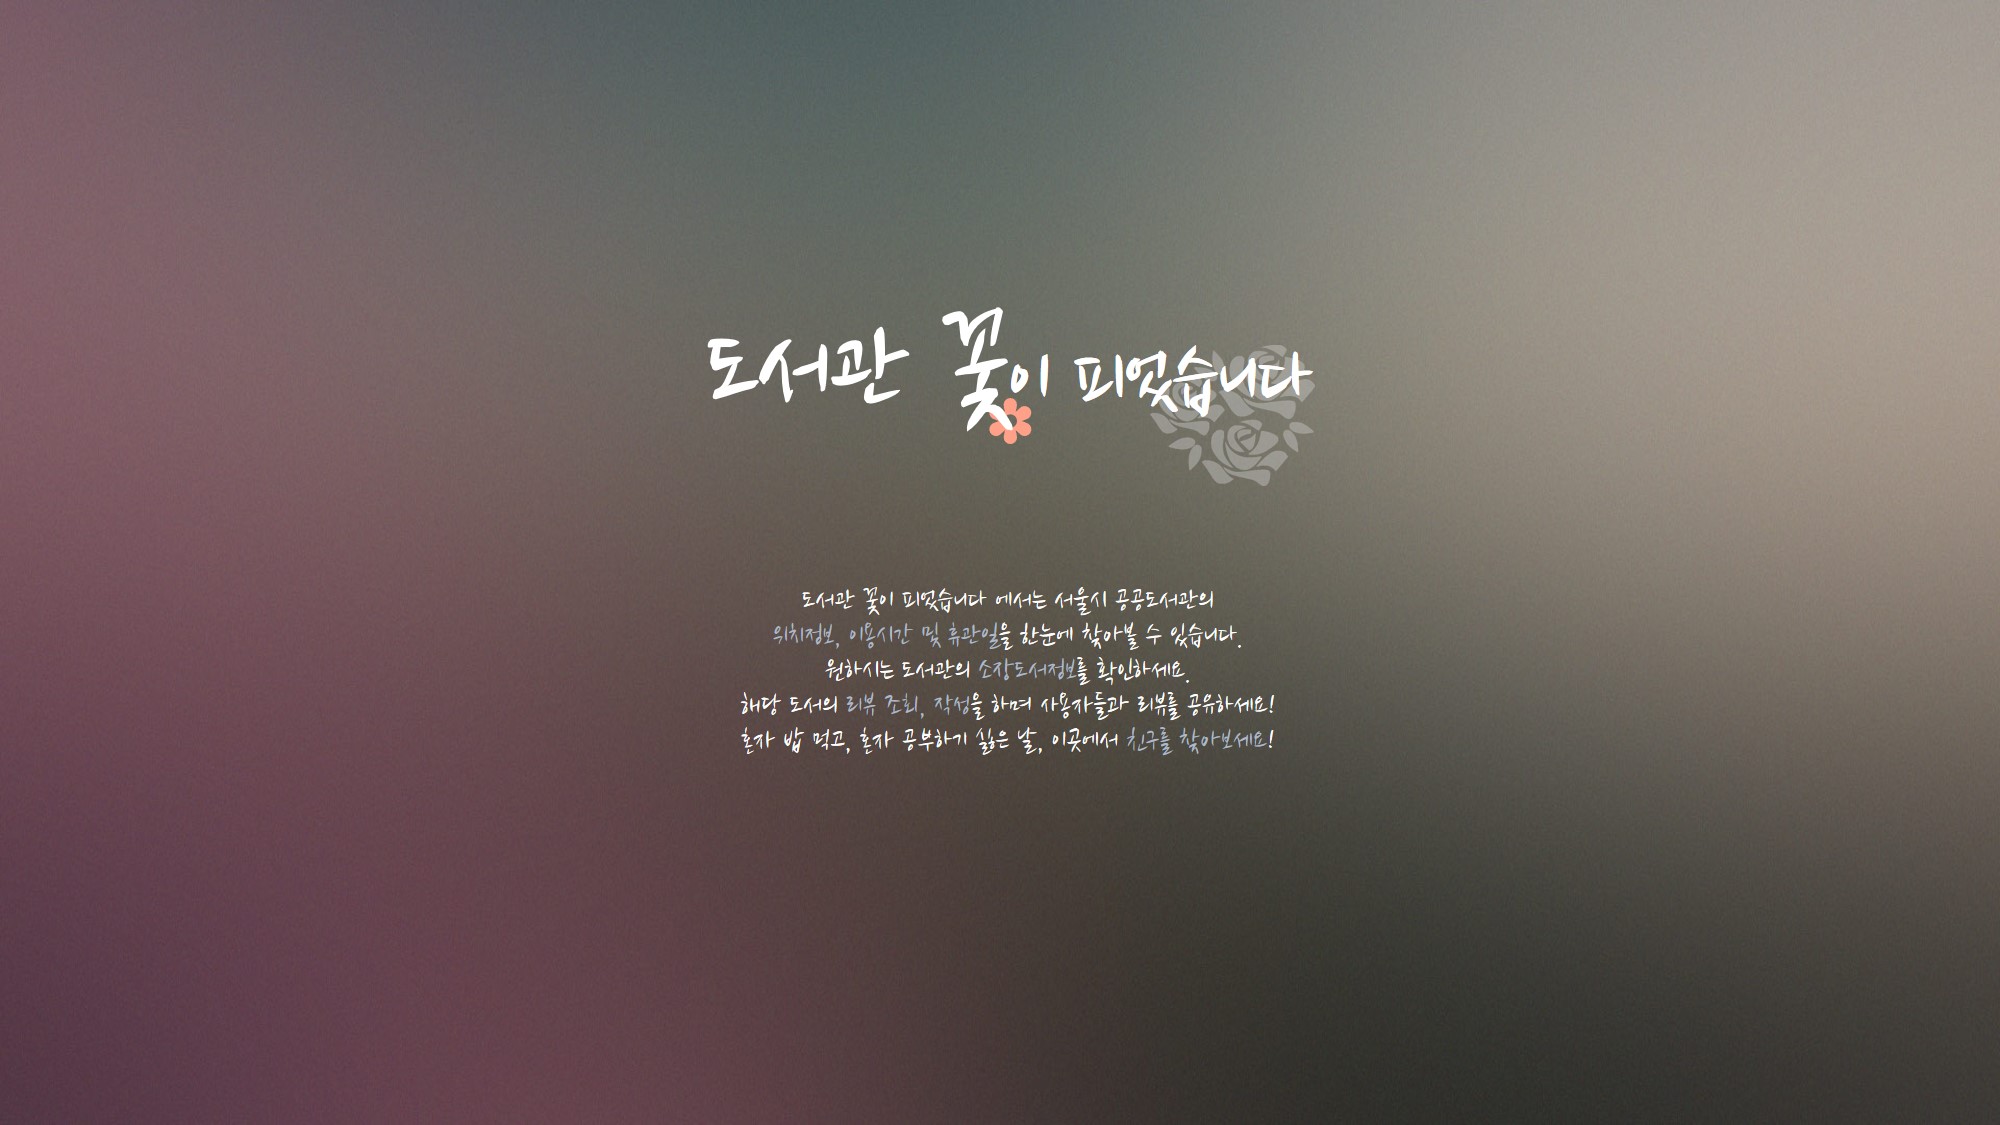 도서관 꽃이 피었습니다
도서관 꽃이 피었습니다 에서는 서울시 공공도서관의
위치정보, 이용시간 및 휴관일을 한눈에 찾아볼 수 있습니다.
원하시는 도서관의 소장도서정보를 확인하세요.
해당 도서의 리뷰 조회, 작성을 하며 사용자들과 리뷰를 공유하세요!
혼자 밥 먹고, 혼자 공부하기 싫은 날, 이곳에서 친구를 찾아보세요!